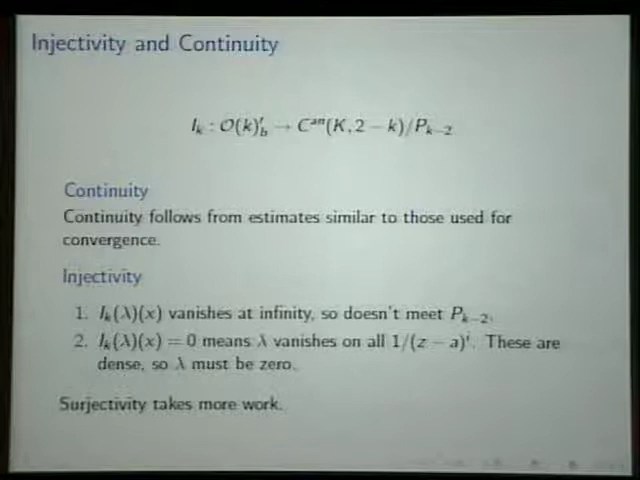 Injectivity and Continuity
I_k : O(k)'_b → C^{an}(K, 2 − k)/P_{k−2}
Continuity
Continuity follows from estimates similar to those used for
convergence.
Injectivity
1. I_k(λ)(x) vanishes at infinity, so doesn't meet P_{k−2}.
2. I_k(λ)(x) = 0 means λ vanishes on all 1/(z − a)^i. These are
dense, so λ must be zero.
Surjectivity takes more work.